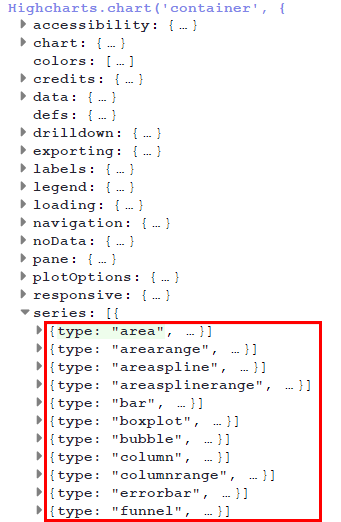 Highcharts.chart('container', {
accessibility: {…}
chart: {…}
colors: […]
credits: {…}
data: {…}
defs: {…}
drilldown: {…}
exporting: {…}
labels: {…}
legend: {…}
loading: {…}
navigation: {…}
noData: {…}
pane: {…}
plotOptions: {…}
responsive: {…}
series: [{
{type: "area", …}]
{type: "arearange", …}]
{type: "areaspline", …}]
{type: "areasplinerange", …}]
{type: "bar", …}]
{type: "boxplot", …}]
{type: "bubble", …}]
{type: "column", …}]
{type: "columnrange", …}]
{type: "errorbar", …}]
{type: "funnel", …}]